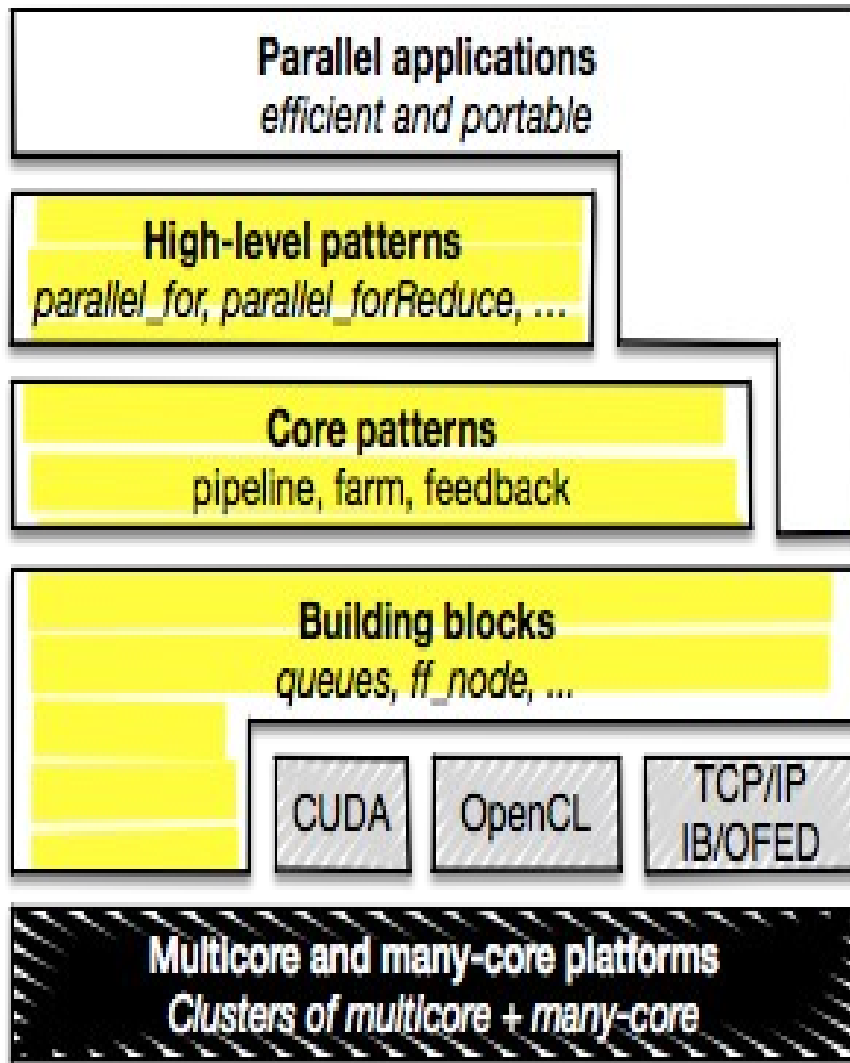 Parallel applications
efficient and portable
High-level patterns
parallel_for, parallel_forReduce, ...
Core patterns
pipeline, farm, feedback
Building blocks
queues, ff_node, ...
CUDA
OpenCL
TCP/IP
IB/OFED
Multicore and many-core platforms
Clusters of multicore + many-core